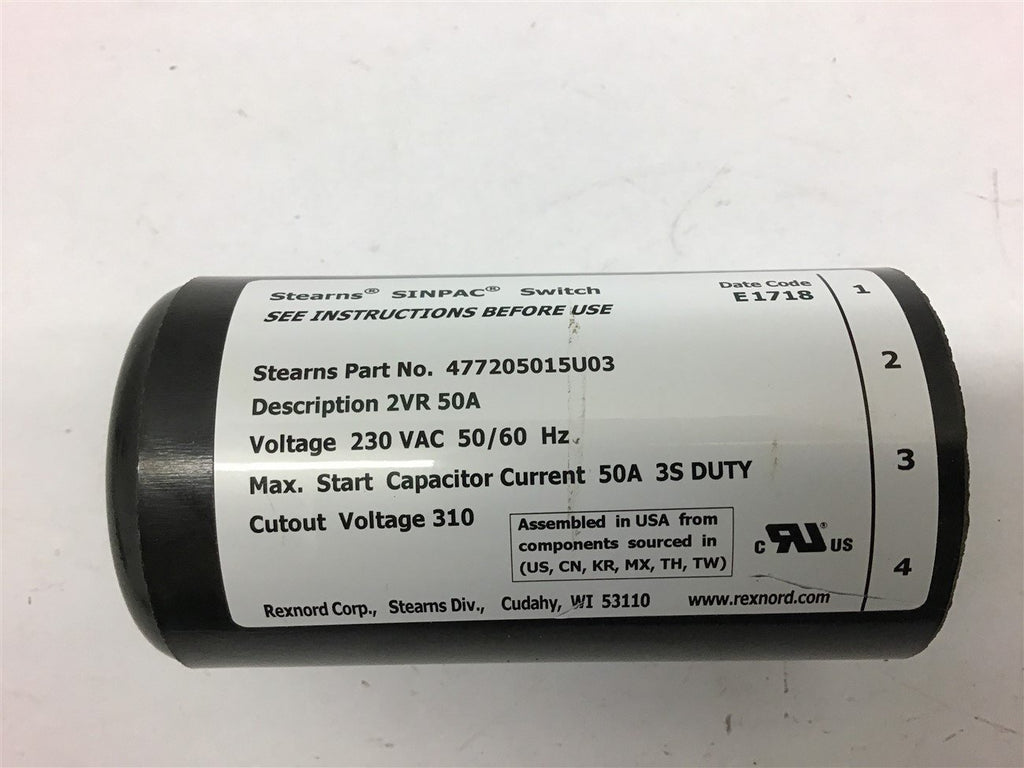 Stearns® SINPAC® Switch
SEE INSTRUCTIONS BEFORE USE
Date Code
E1718
Stearns Part No. 477205015U03
Description 2VR 50A
Voltage 230 VAC 50/60 Hz
Max. Start Capacitor Current 50A 3S DUTY
Cutout Voltage 310
Assembled in USA from
components sourced in
(US, CN, KR, MX, TH, TW)
c RU® US
Rexnord Corp., Stearns Div., Cudahy, WI 53110 www.rexnord.com
1
2
3
4